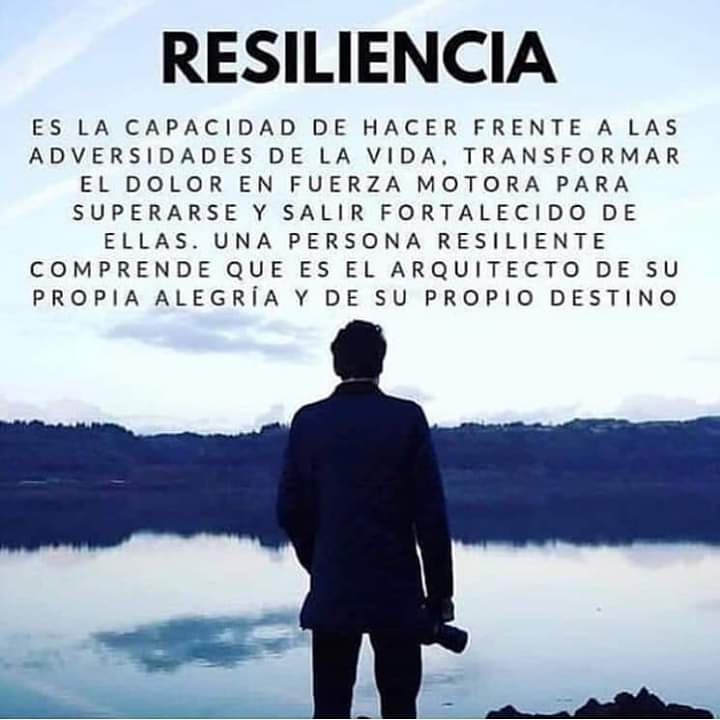 RESILIENCIA
ES LA CAPACIDAD DE HACER FRENTE A LAS
ADVERSIDADES DE LA VIDA, TRANSFORMAR
EL DOLOR EN FUERZA MOTORA PARA
SUPERARSE Y SALIR FORTALECIDO DE
ELLAS. UNA PERSONA RESILIENTE
COMPRENDE QUE ES EL ARQUITECTO DE SU
PROPIA ALEGRÍA Y DE SU PROPIO DESTINO